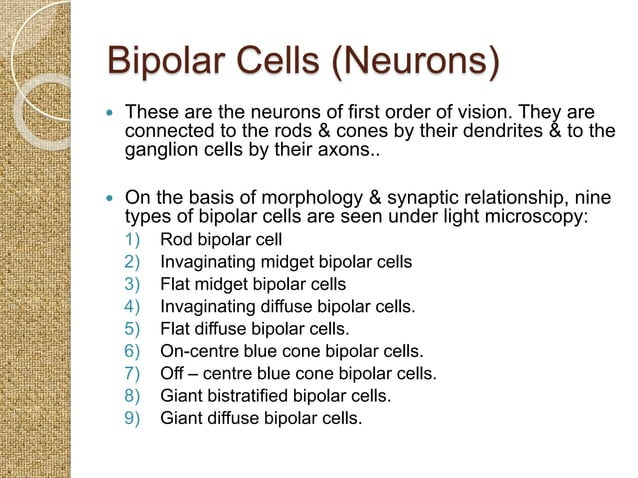 Bipolar Cells (Neurons)
• These are the neurons of first order of vision. They are
connected to the rods & cones by their dendrites & to the
ganglion cells by their axons..
• On the basis of morphology & synaptic relationship, nine
types of bipolar cells are seen under light microscopy:
1) Rod bipolar cell
2) Invaginating midget bipolar cells
3) Flat midget bipolar cells
4) Invaginating diffuse bipolar cells.
5) Flat diffuse bipolar cells.
6) On-centre blue cone bipolar cells.
7) Off – centre blue cone bipolar cells.
8) Giant bistratified bipolar cells.
9) Giant diffuse bipolar cells.